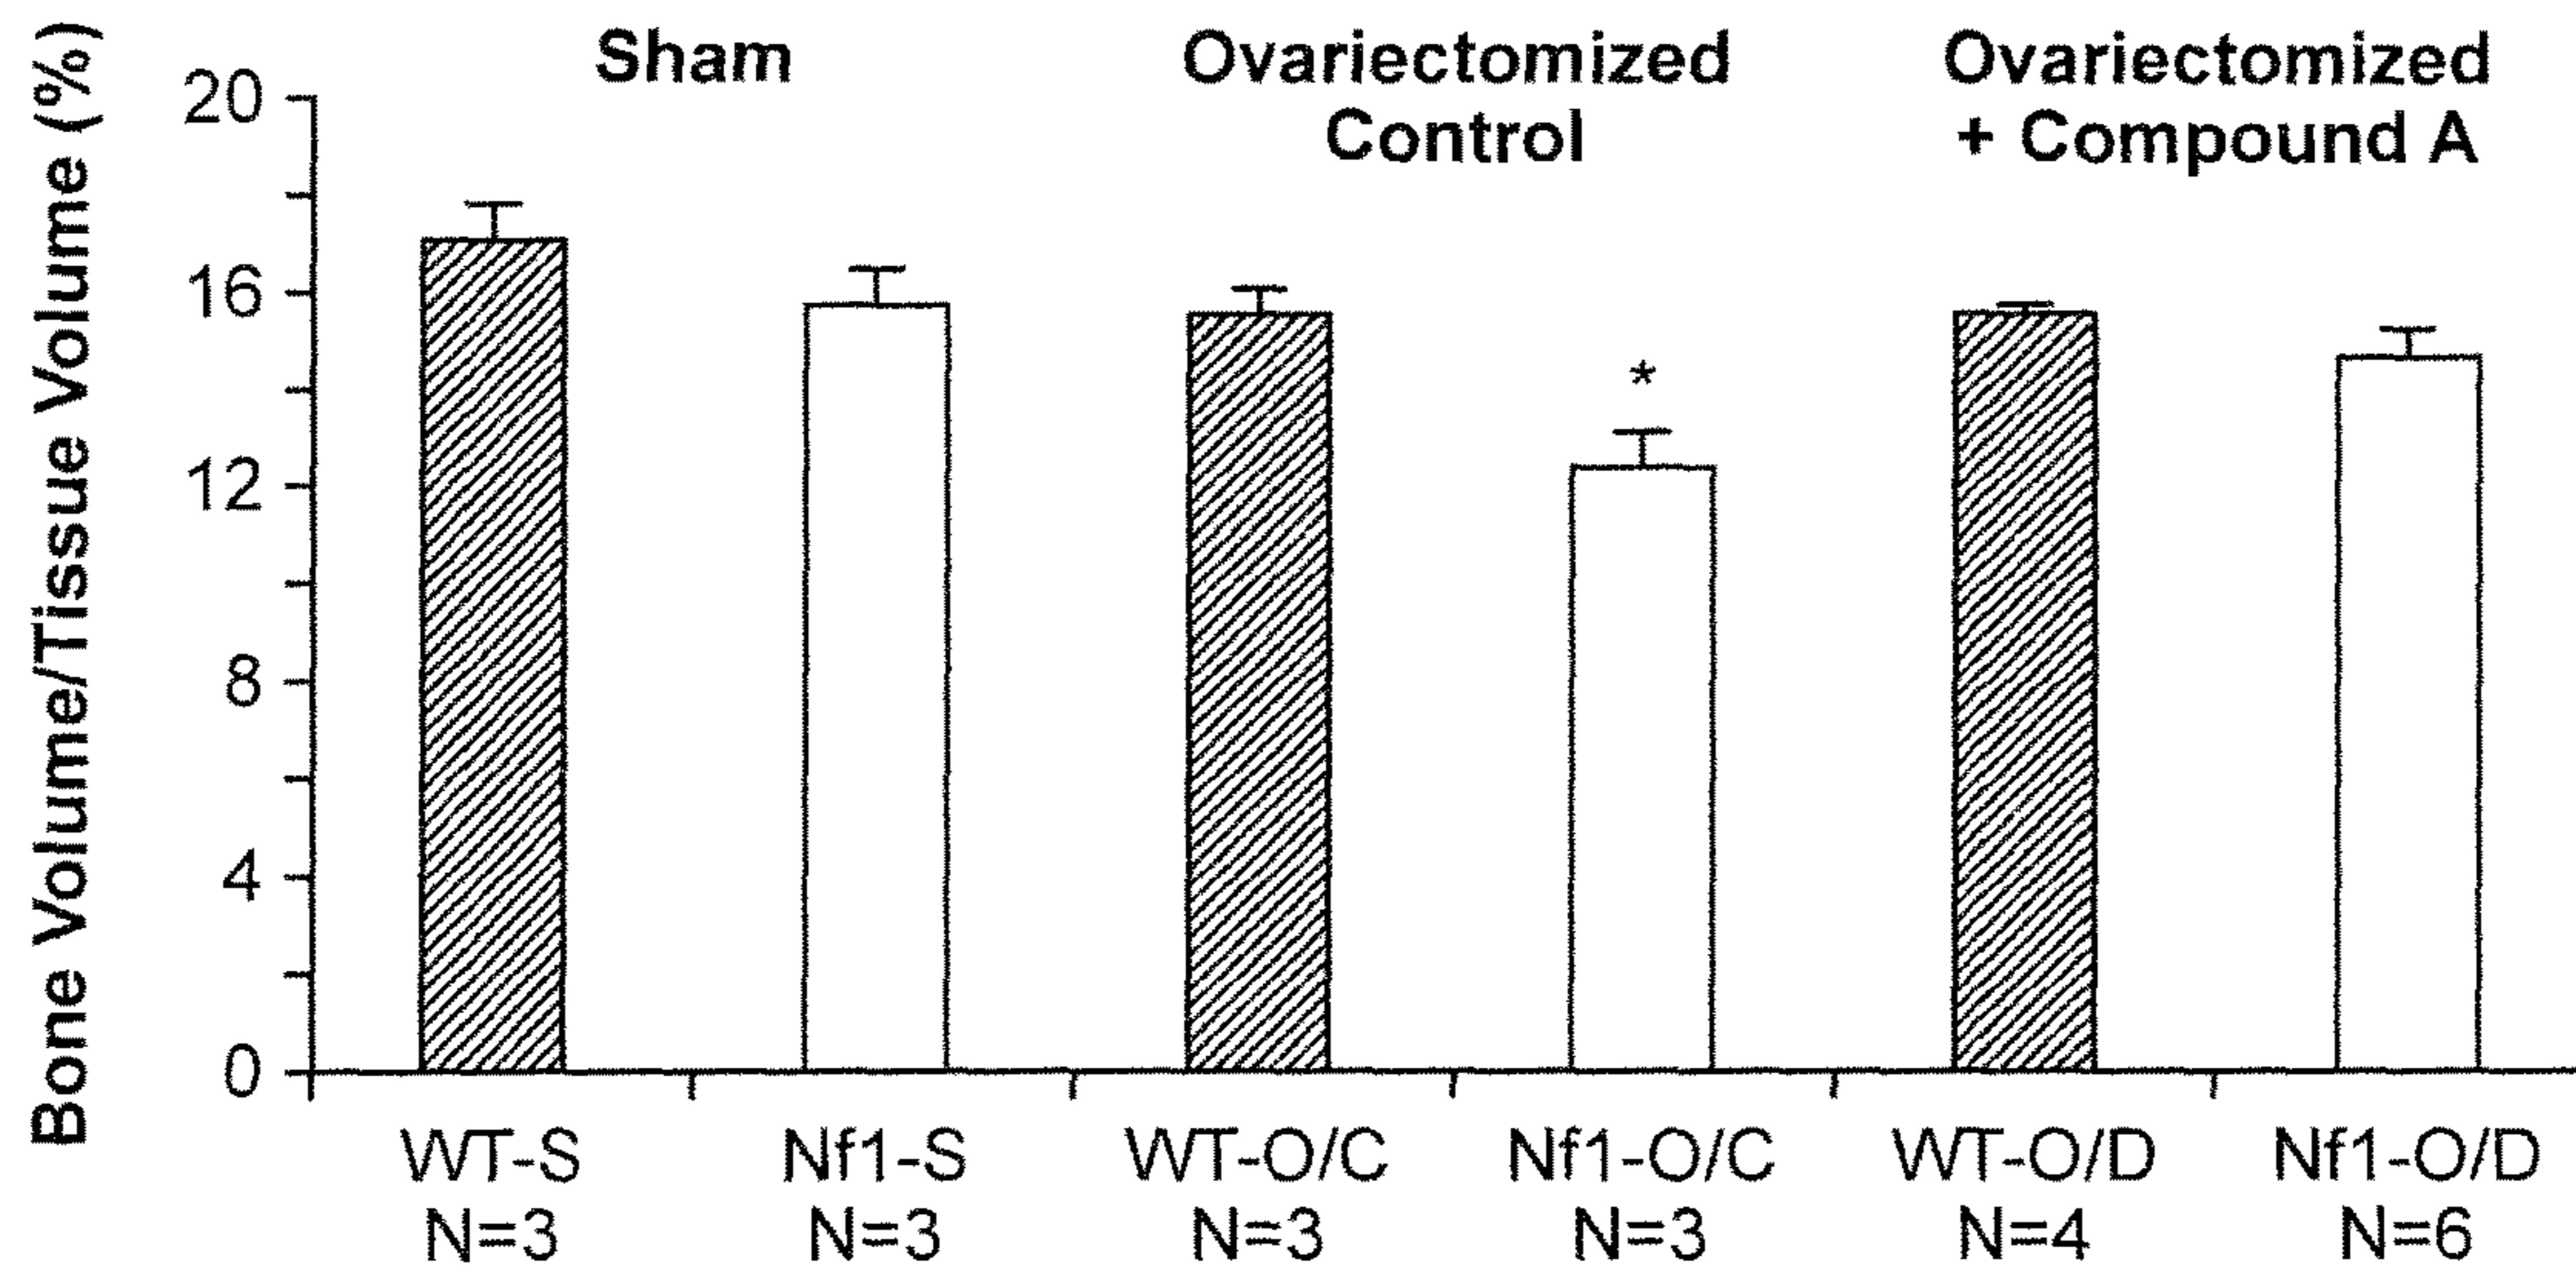 Bone Volume/Tissue Volume (%)
Sham
Ovariectomized
Control
Ovariectomized
+ Compound A
20
16
12
8
4
0
*
WT-S
N=3
Nf1-S
N=3
WT-O/C
N=3
Nf1-O/C
N=3
WT-O/D
N=4
Nf1-O/D
N=6